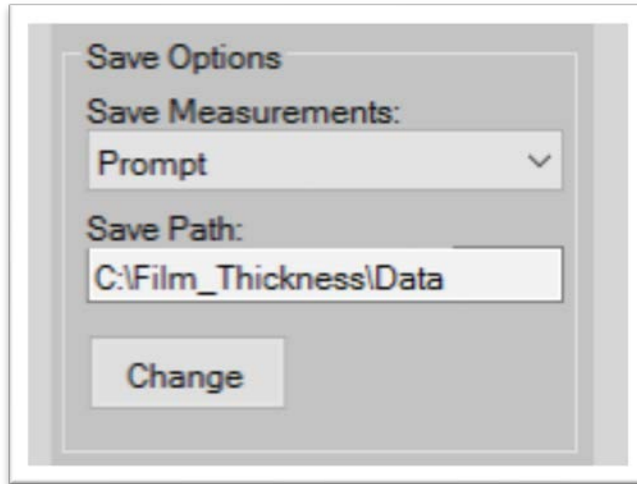 Save Options
Save Measurements:
Prompt
Save Path:
C:\Film_Thickness\Data
Change